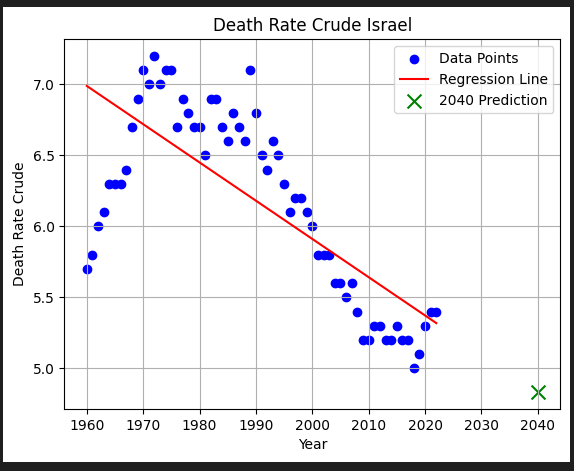 Death Rate Crude Israel
Data Points
Regression Line
2040 Prediction
7.0
6.5
6.0
5.5
5.0
Death Rate Crude
1960 1970 1980 1990 2000 2010 2020 2030 2040
Year